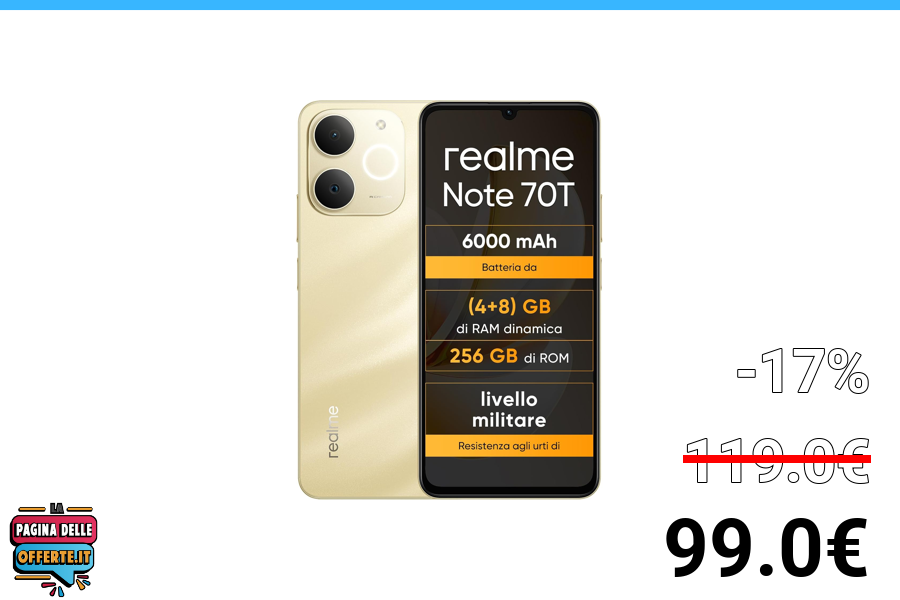 realme
Note 70T
6000 mAh
Batteria da
(4+8) GB
di RAM dinamica
256 GB di ROM
livello
militare
Resistenza agli urti di
realme
-17%
119.0€
99.0€
LA
PAGINA DELLE
OFFERTE.IT